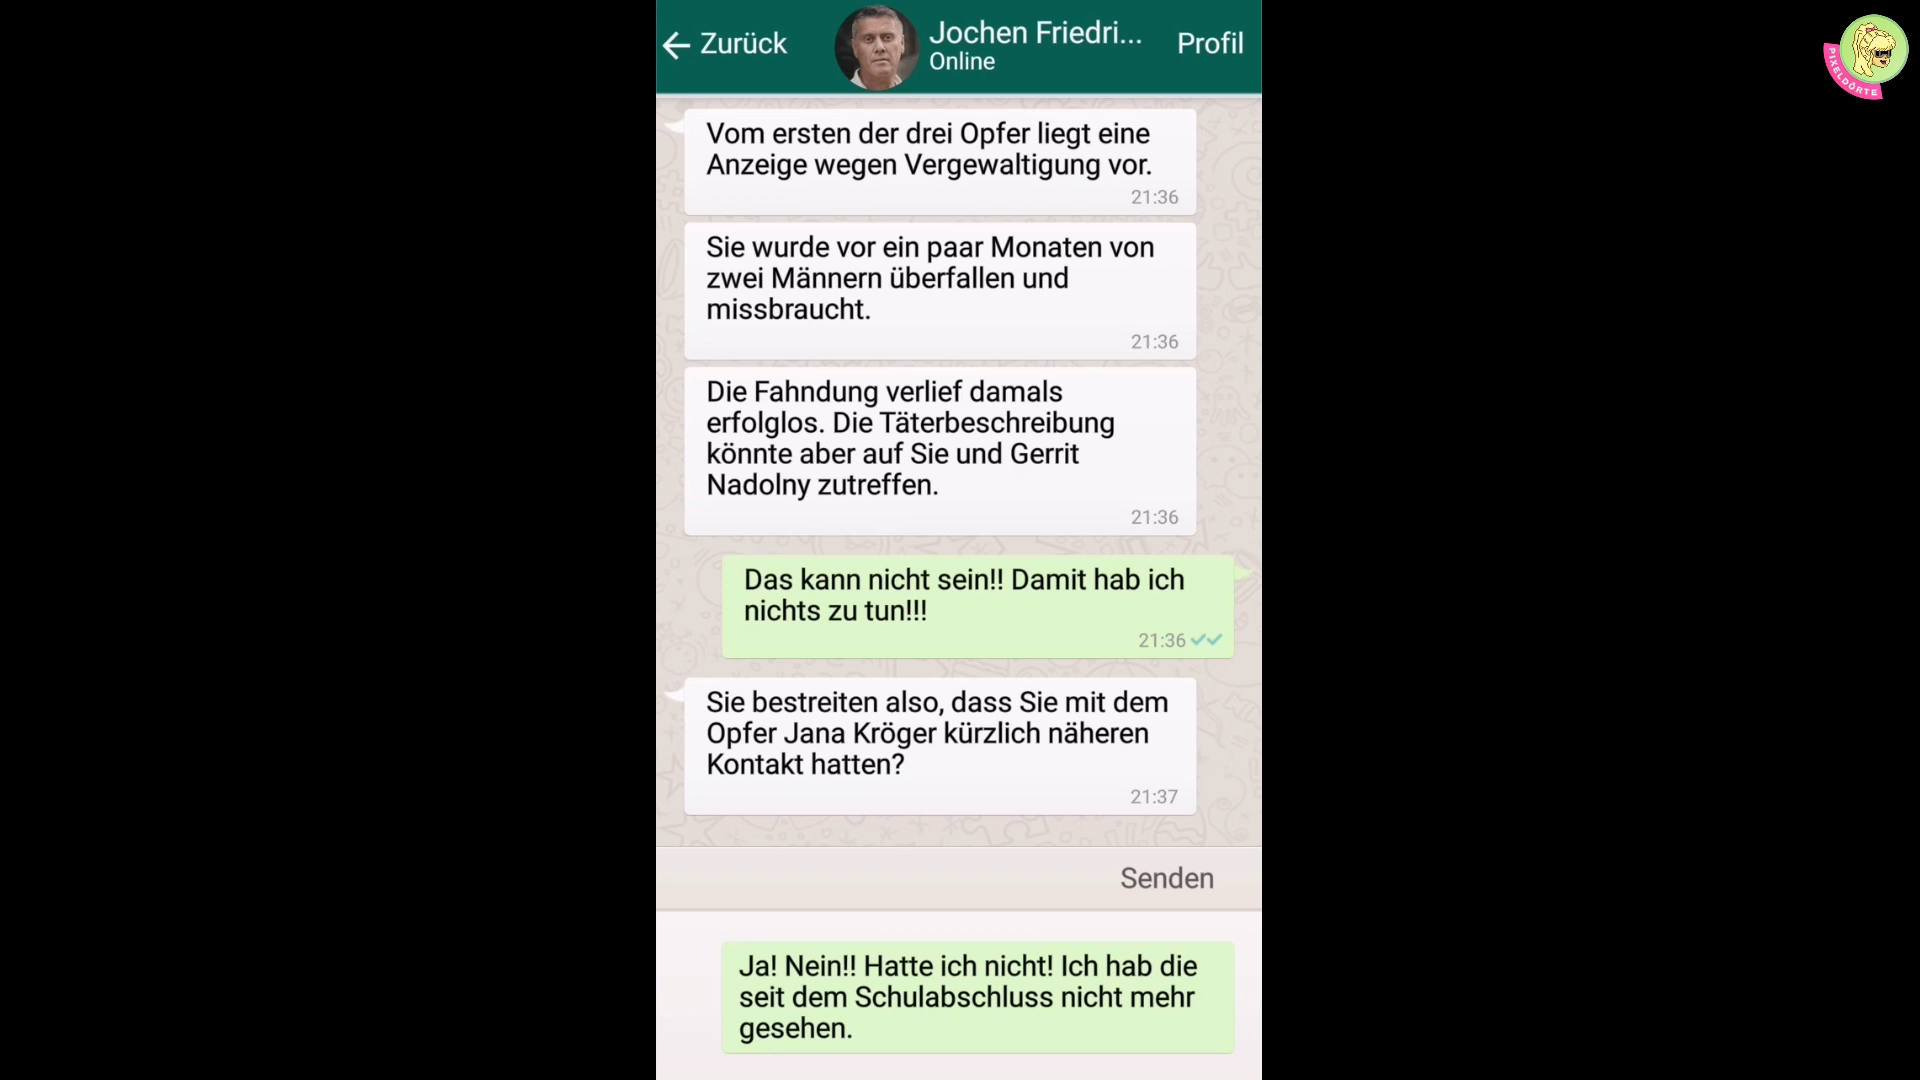 Zurück
Jochen Friedri...
Online
Profil
PIXELDÖRTE
Vom ersten der drei Opfer liegt eine
Anzeige wegen Vergewaltigung vor.
21:36
Sie wurde vor ein paar Monaten von
zwei Männern überfallen und
missbraucht.
21:36
Die Fahndung verlief damals
erfolglos. Die Täterbeschreibung
könnte aber auf Sie und Gerrit
Nadolny zutreffen.
21:36
Das kann nicht sein!! Damit hab ich
nichts zu tun!!!
21:36
Sie bestreiten also, dass Sie mit dem
Opfer Jana Kröger kürzlich näheren
Kontakt hatten?
21:37
Senden
Ja! Nein!! Hatte ich nicht! Ich hab die
seit dem Schulabschluss nicht mehr
gesehen.